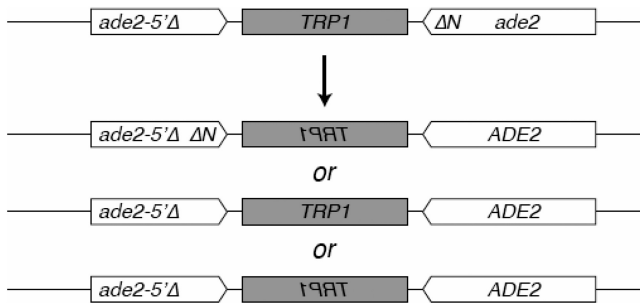 ade2-5'Δ TRP1 ΔN ade2
ade2-5'Δ ΔN TRP1 ADE2
or
ade2-5'Δ TRP1 ADE2
or
ade2-5'Δ TRP1 ADE2